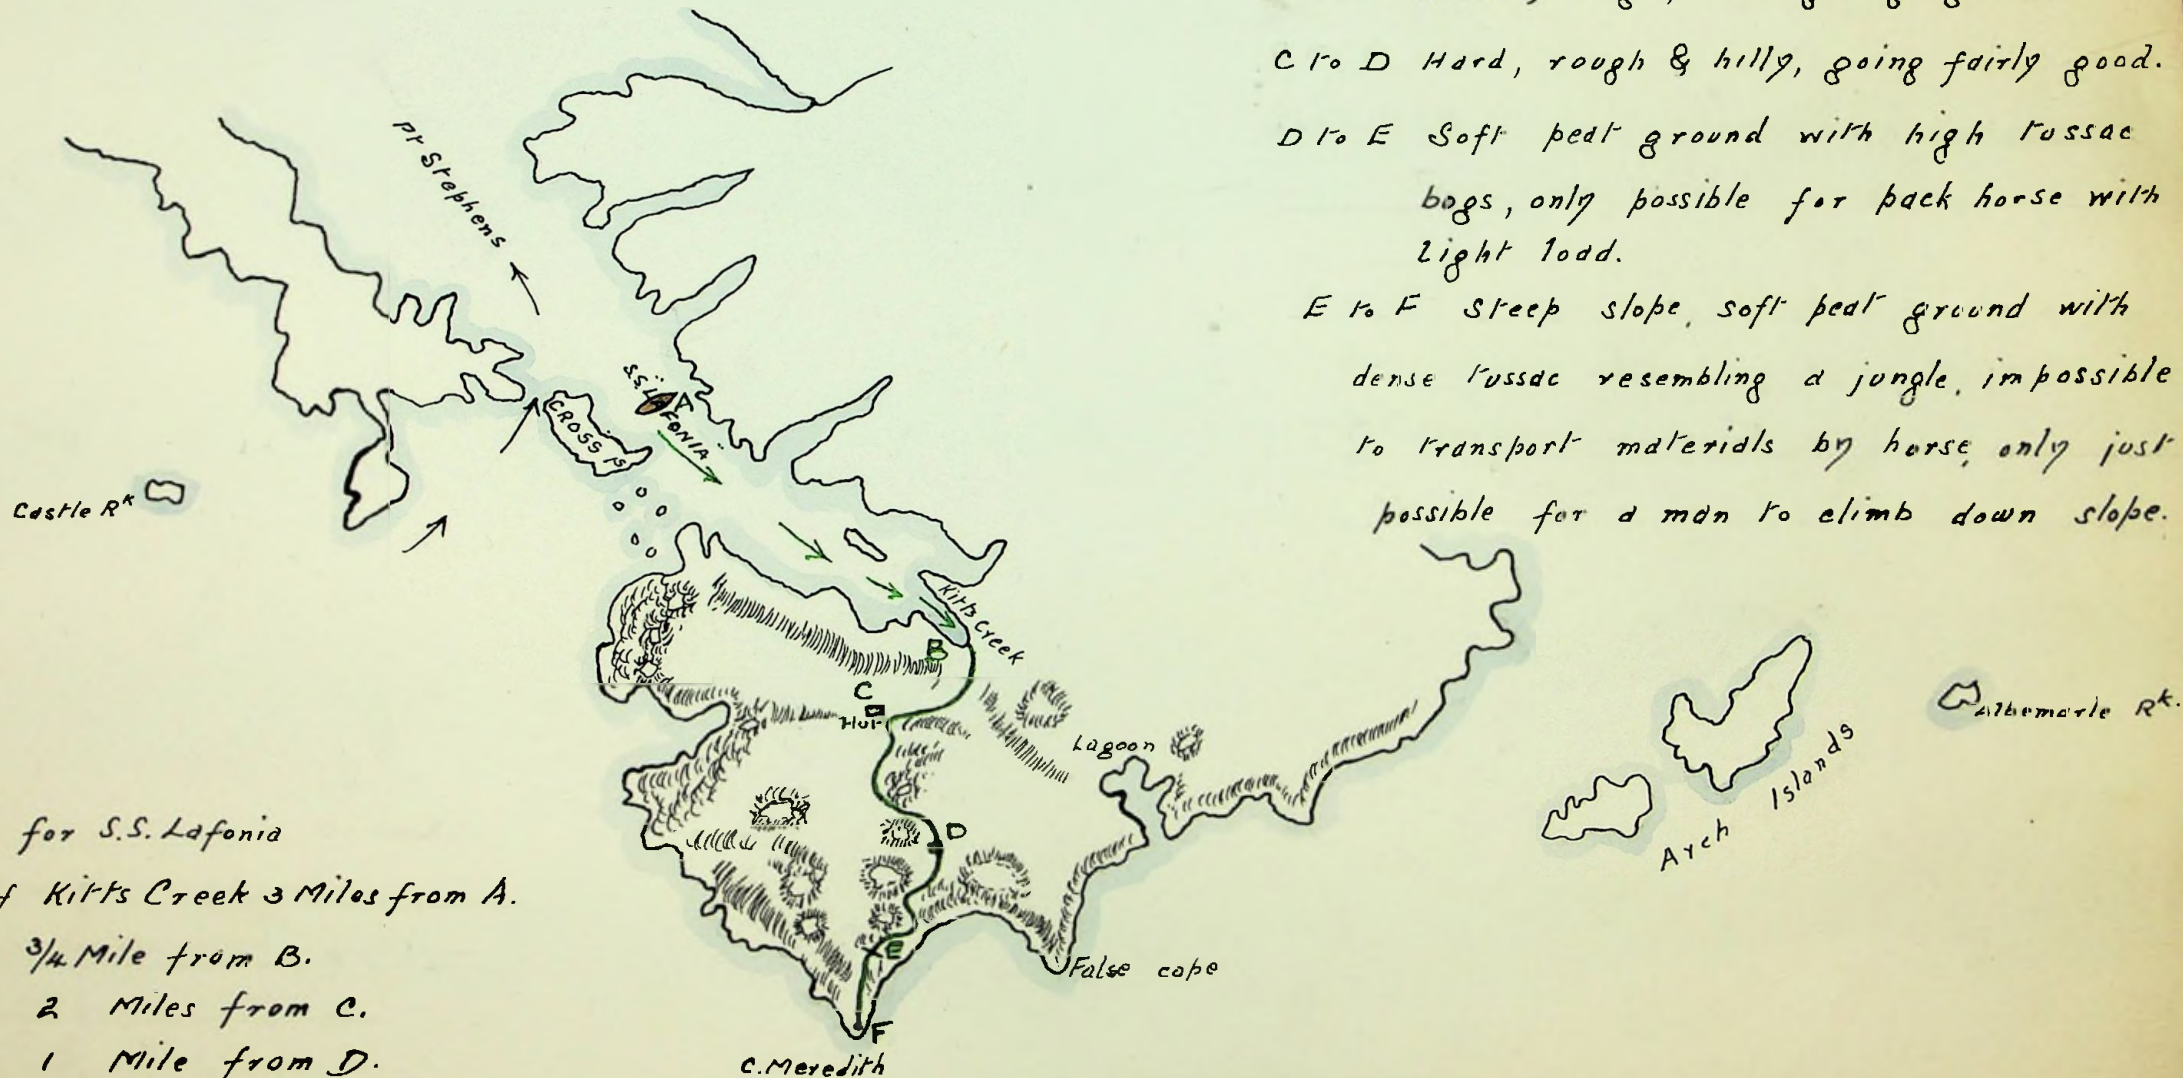 C to D Hard, rough & hilly, going fairly good.
D to E Soft peat ground with high tussac
bogs, only possible for pack horse with
light load.
E to F Steep slope, soft peat ground with
dense tussac resembling a jungle, impossible
to transport materials by horse, only just
possible for a man to climb down slope.
Pt Stephens
S.S. LAFONIA
A
CROSS IS
Castle Rk
Kitts Creek
B
C
Hut
Lagoon
Albemarle Rk.
Arch Islands
D
E
False cape
F
C. Meredith
for S.S. Lafonia
Kitts Creek 3 Miles from A.
3/4 Mile from B.
2 Miles from C.
1 Mile from D.